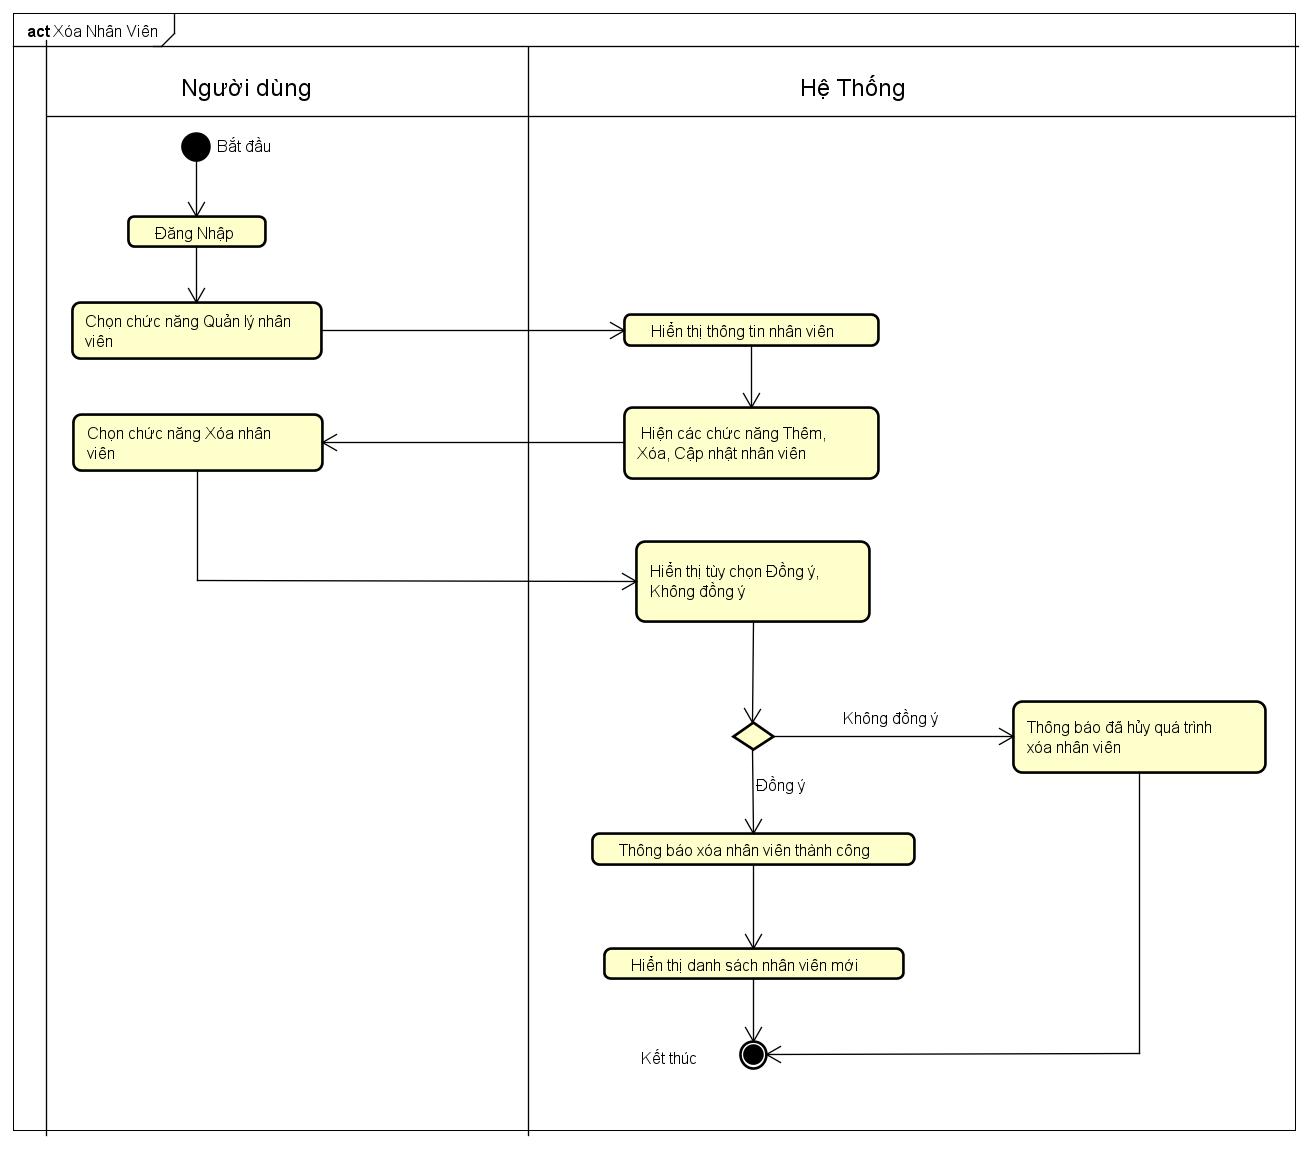 act Xóa Nhân Viên
Người dùng
Hệ Thống
Bắt đầu
Đăng Nhập
Chọn chức năng Quản lý nhân
viên
Hiển thị thông tin nhân viên
Hiện các chức năng Thêm,
Xóa, Cập nhật nhân viên
Chọn chức năng Xóa nhân
viên
Hiển thị tùy chọn Đồng ý,
Không đồng ý
Không đồng ý
Thông báo đã hủy quá trình
xóa nhân viên
Đồng ý
Thông báo xóa nhân viên thành công
Hiển thị danh sách nhân viên mới
Kết thúc